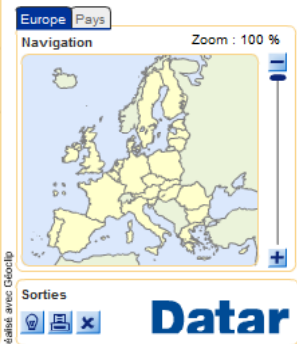 Europe Pays
Navigation Zoom : 100 %
Sorties
Datar
éalisé avec Géoclip